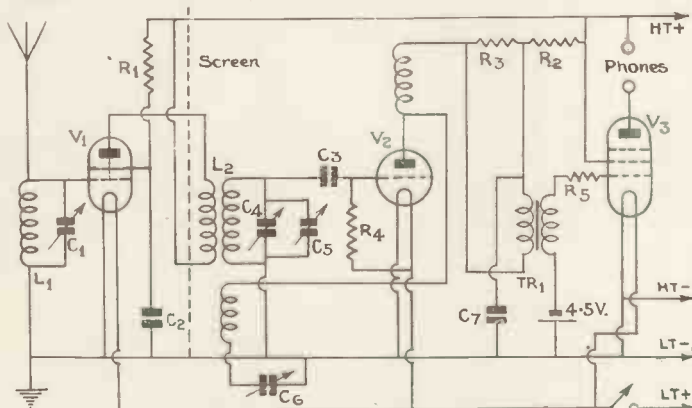 HT+
R1
Screen
R3
R2
Phones
V1
V2
V3
L2
C3
C4
C5
R4
R5
C1
L1
TR1
C2
C7
4·5V.
HT-
LT-
C6
LT+